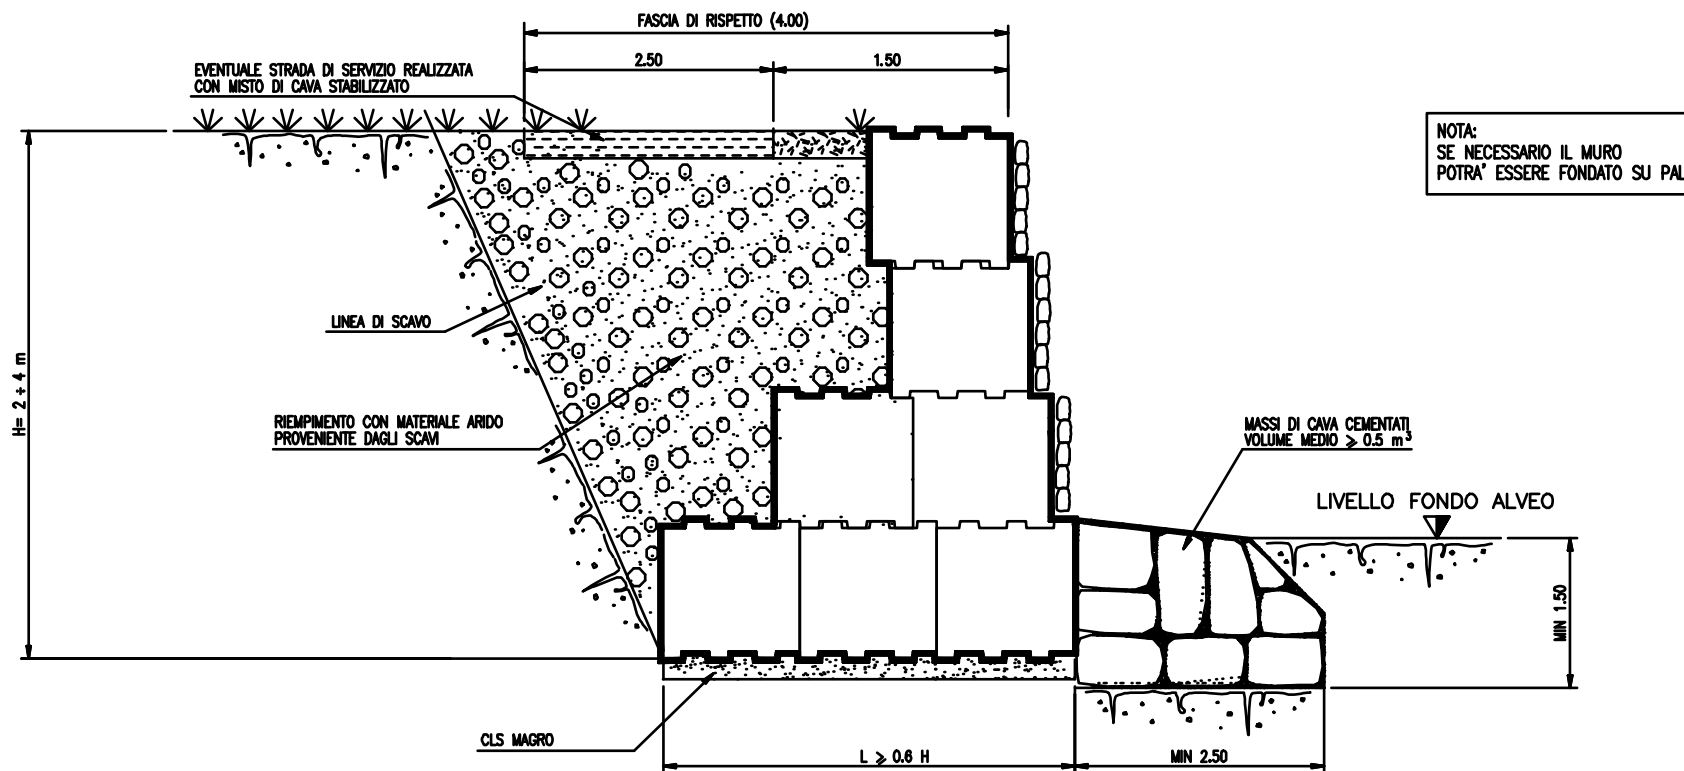 FASCIA DI RISPETTO (4.00)
2.50
1.50
EVENTUALE STRADA DI SERVIZIO REALIZZATA
CON MISTO DI CAVA STABILIZZATO
NOTA:
SE NECESSARIO IL MURO
POTRA' ESSERE FONDATO SU PAL
LINEA DI SCAVO
H= 2 ÷ 4 m
RIEMPIMENTO CON MATERIALE ARIDO
PROVENIENTE DAGLI SCAVI
MASSI DI CAVA CEMENTATI
VOLUME MEDIO ⩾ 0.5 m³
LIVELLO FONDO ALVEO
MIN 1.50
CLS MAGRO
L ⩾ 0.6 H
MIN 2.50